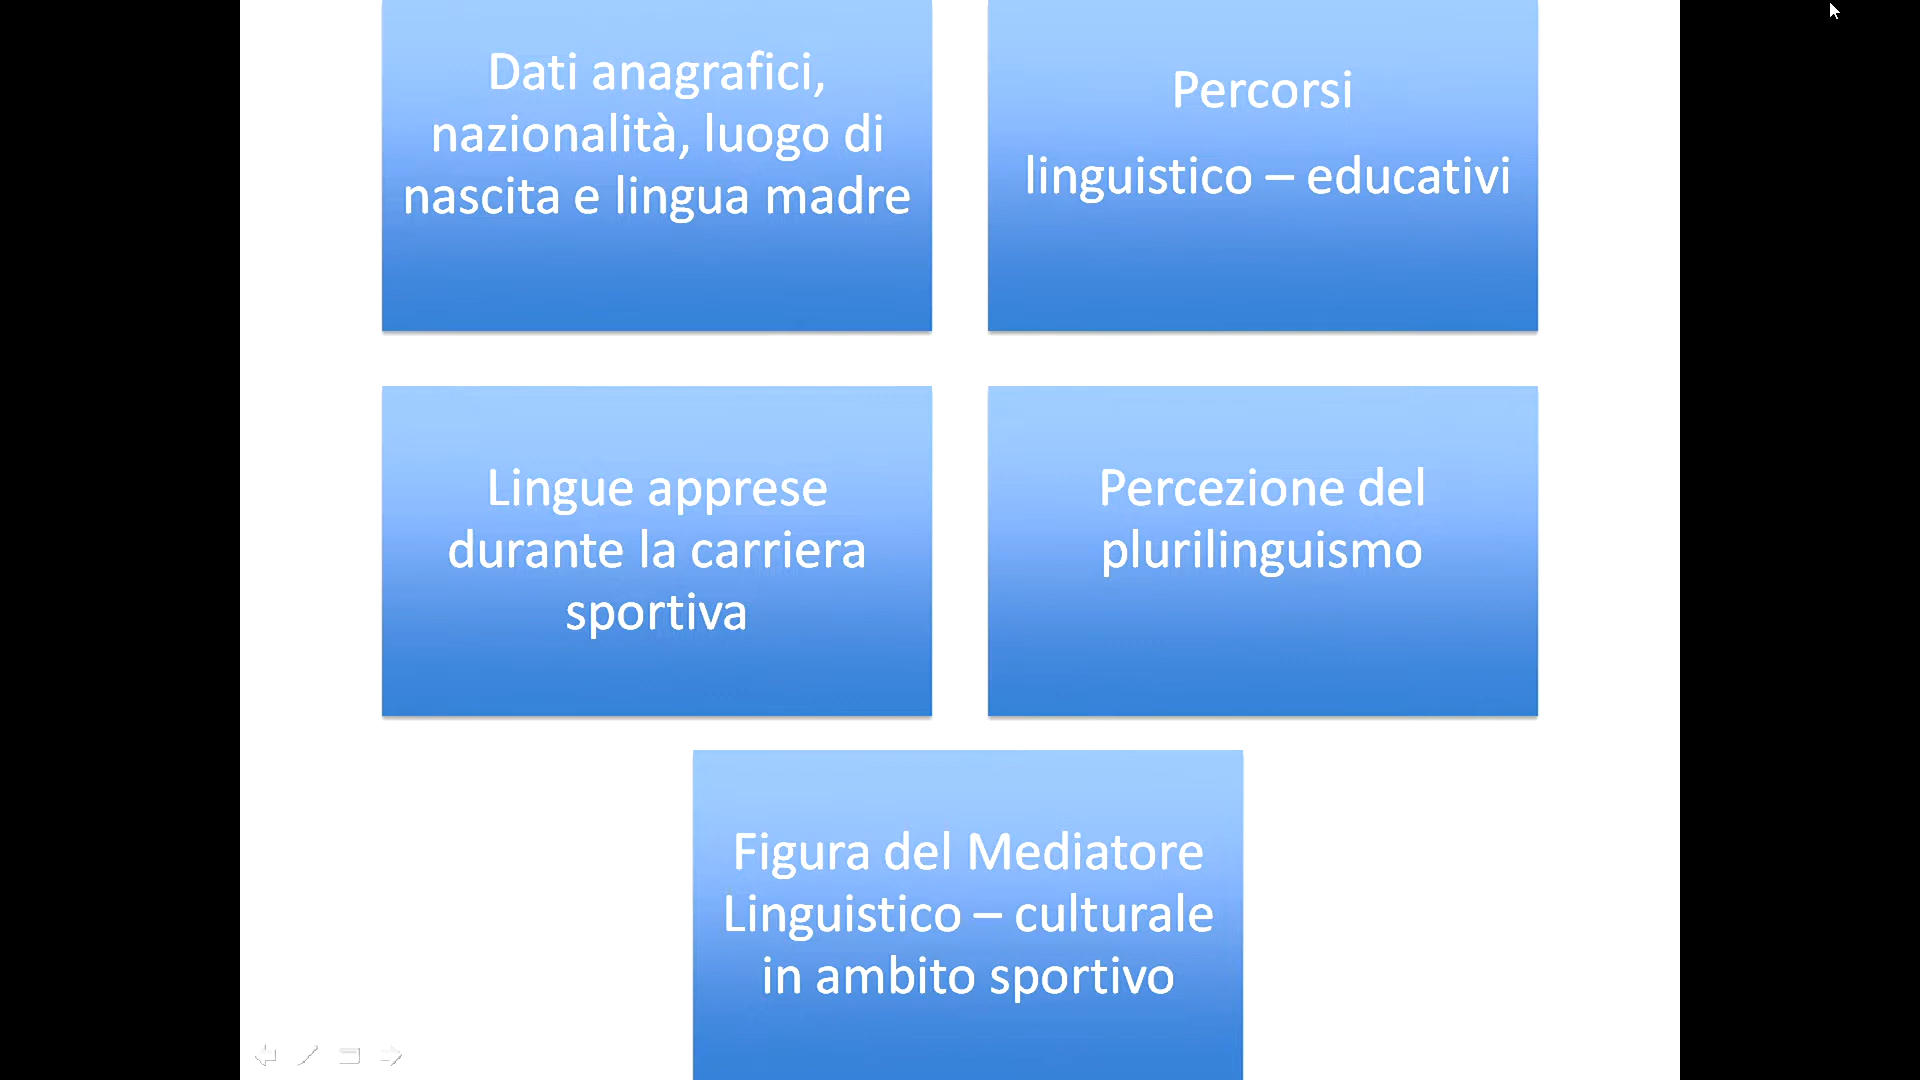 Dati anagrafici,
nazionalità, luogo di
nascita e lingua madre
Percorsi
linguistico – educativi
Lingue apprese
durante la carriera
sportiva
Percezione del
plurilinguismo
Figura del Mediatore
Linguistico – culturale
in ambito sportivo